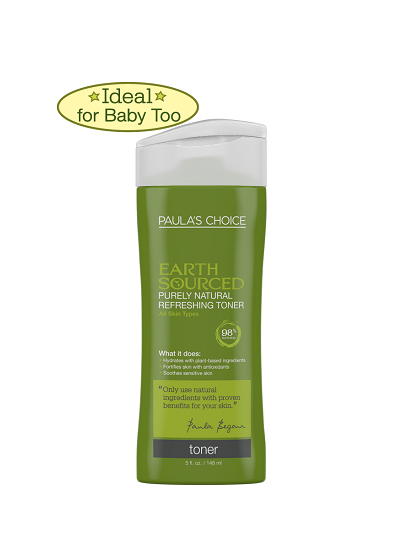 Ideal
for Baby Too
PAULA'S CHOICE
EARTH
SOURCED
PURELY NATURAL
REFRESHING TONER
All Skin Types
98%
What it does:
· Hydrates with plant-based ingredients
· Fortifies skin with antioxidants
· Soothes sensitive skin
"Only use natural
ingredients with proven
benefits for your skin."
Paula Begoun
toner
5 fl. oz. / 148 ml